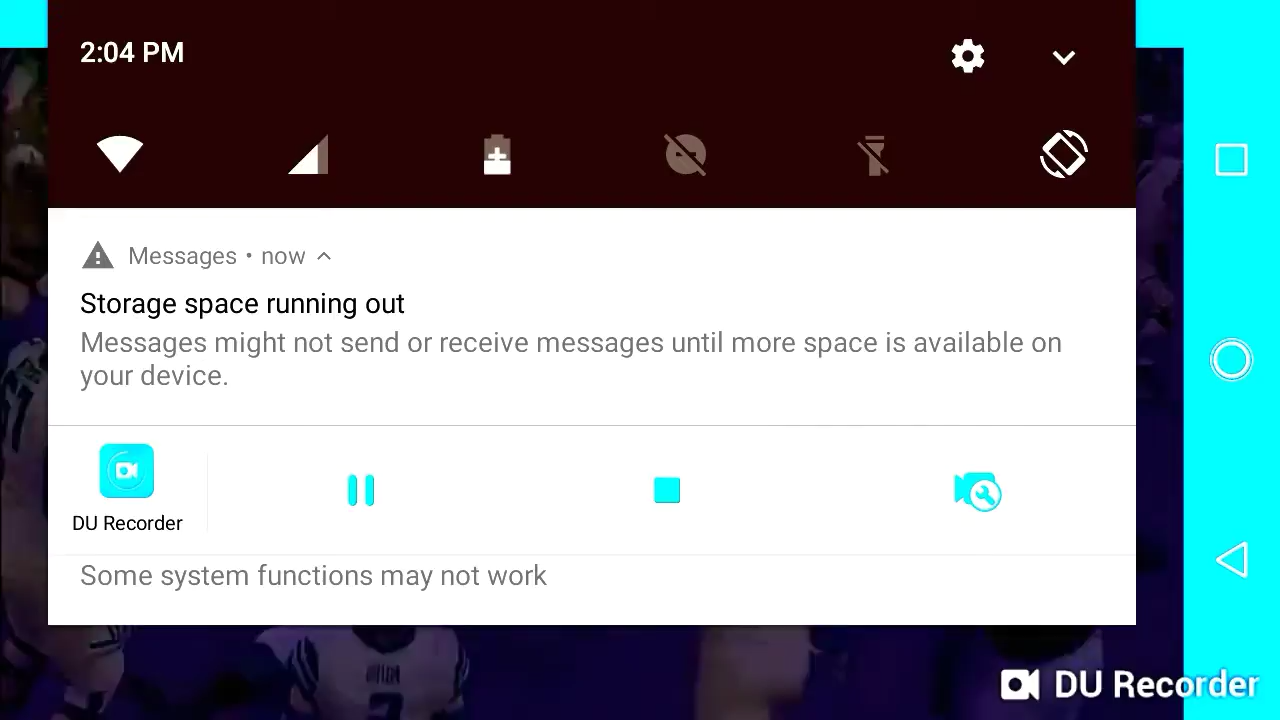 2:04 PM
Messages • now
Storage space running out
Messages might not send or receive messages until more space is available on
your device.
DU Recorder
Some system functions may not work
DU Recorder